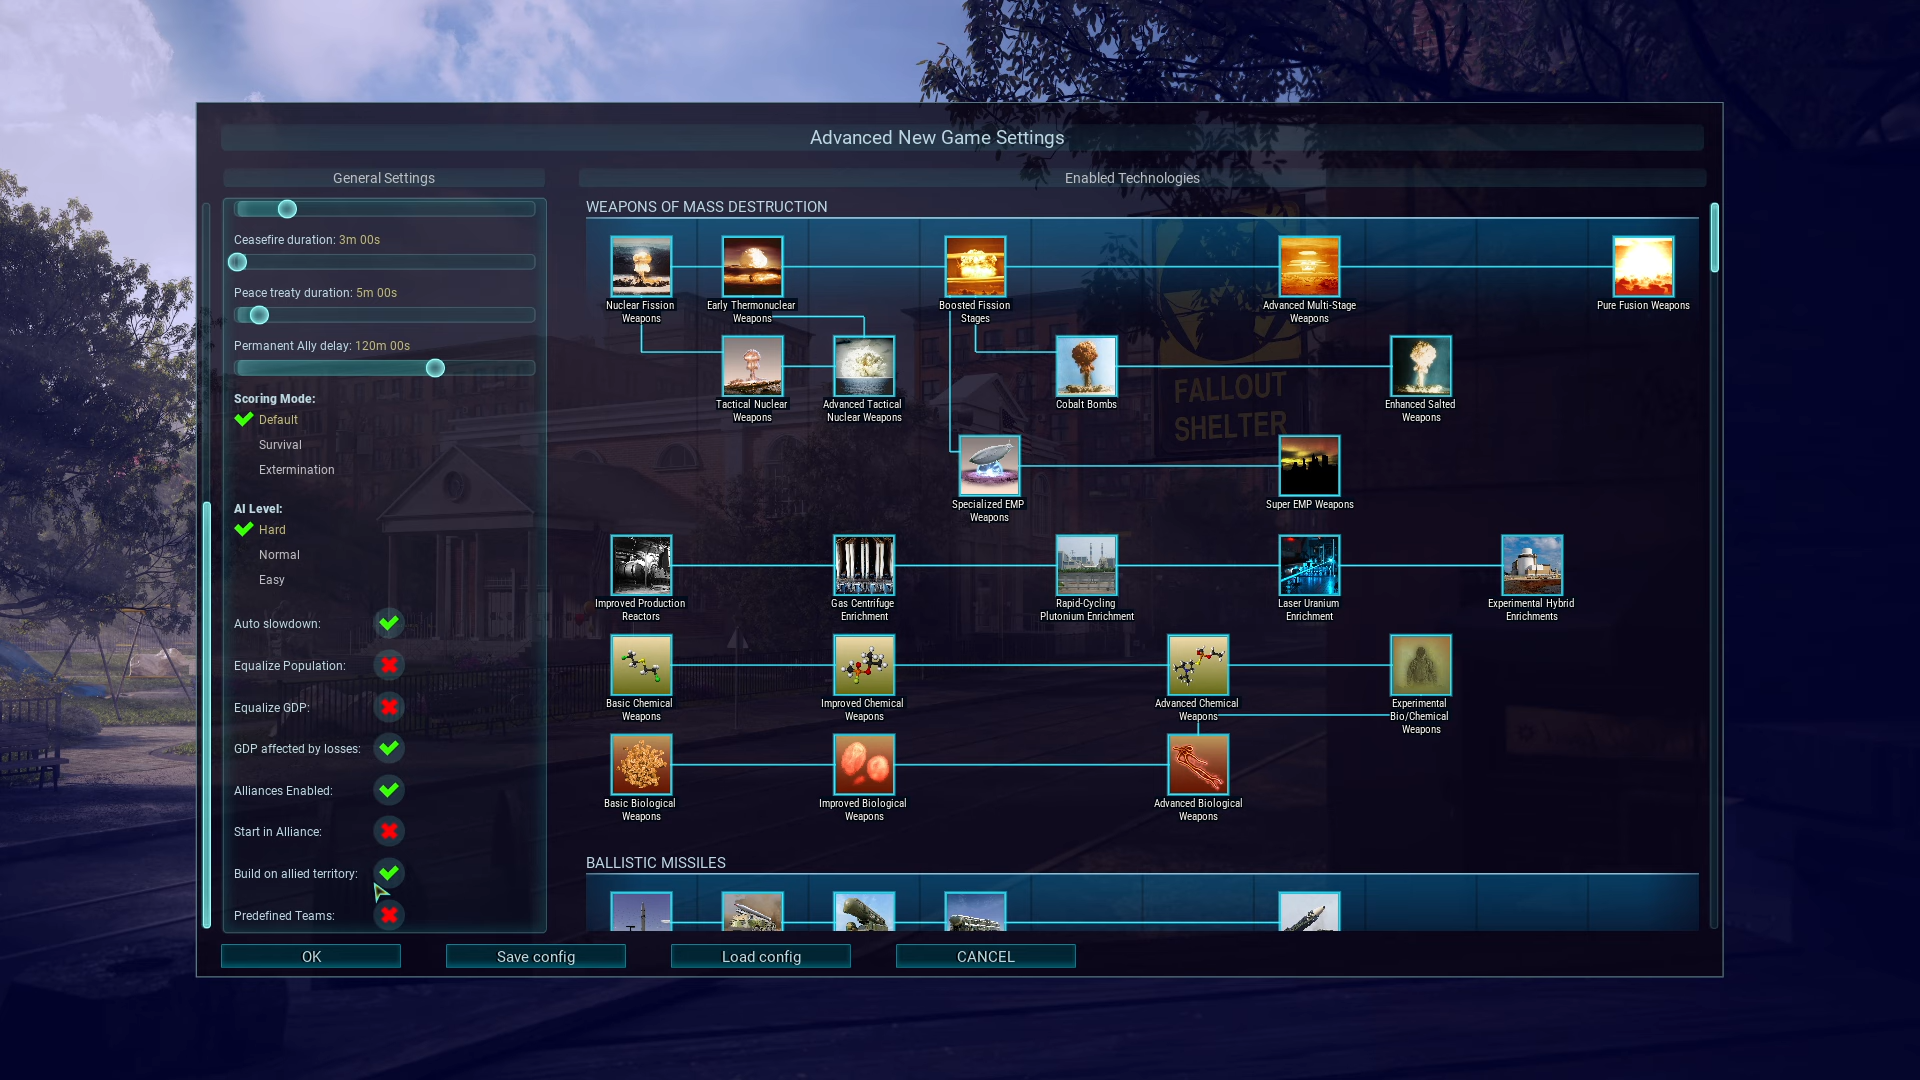 Advanced New Game Settings
General Settings
Enabled Technologies
Ceasefire duration: 3m 00s
Peace treaty duration: 5m 00s
Permanent Ally delay: 120m 00s
Scoring Mode:
Default
Survival
Extermination
AI Level:
Hard
Normal
Easy
Auto slowdown:
Equalize Population:
Equalize GDP:
GDP affected by losses:
Alliances Enabled:
Start in Alliance:
Build on allied territory:
Predefined Teams:
WEAPONS OF MASS DESTRUCTION
Nuclear Fission
Weapons
Early Thermonuclear
Weapons
Boosted Fission
Stages
Advanced Multi-Stage
Weapons
Pure Fusion Weapons
Tactical Nuclear
Weapons
Advanced Tactical
Nuclear Weapons
Cobalt Bombs
Enhanced Salted
Weapons
FALLOUT
SHELTER
Specialized EMP
Weapons
Super EMP Weapons
Improved Production
Reactors
Gas Centrifuge
Enrichment
Rapid-Cycling
Plutonium Enrichment
Laser Uranium
Enrichment
Experimental Hybrid
Enrichments
Basic Chemical
Weapons
Improved Chemical
Weapons
Advanced Chemical
Weapons
Experimental
Bio/Chemical
Weapons
Basic Biological
Weapons
Improved Biological
Weapons
Advanced Biological
Weapons
BALLISTIC MISSILES
OK
Save config
Load config
CANCEL